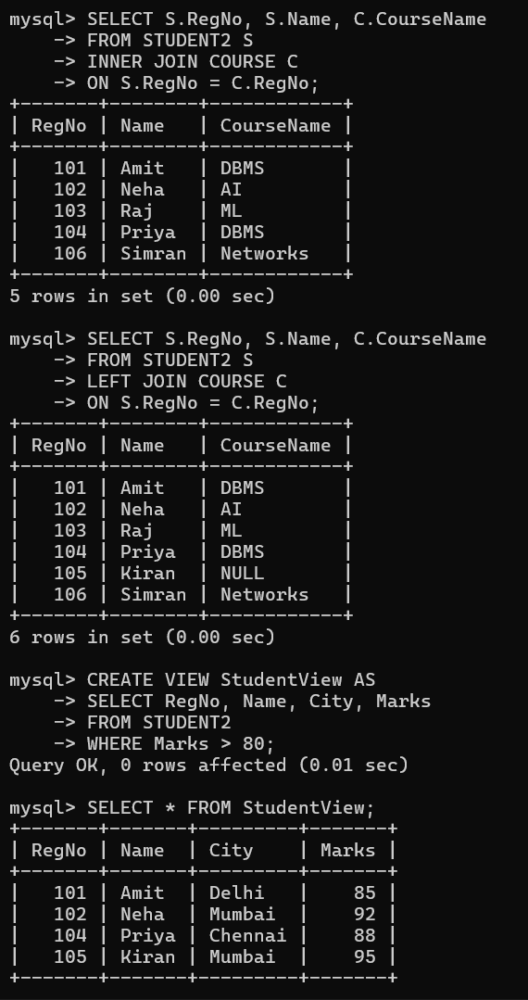 mysql> SELECT S.RegNo, S.Name, C.CourseName
    -> FROM STUDENT2 S
    -> INNER JOIN COURSE C
    -> ON S.RegNo = C.RegNo;
+-------+--------+------------+
| RegNo | Name   | CourseName |
+-------+--------+------------+
|   101 | Amit   | DBMS       |
|   102 | Neha   | AI         |
|   103 | Raj    | ML         |
|   104 | Priya  | DBMS       |
|   106 | Simran | Networks   |
+-------+--------+------------+
5 rows in set (0.00 sec)

mysql> SELECT S.RegNo, S.Name, C.CourseName
    -> FROM STUDENT2 S
    -> LEFT JOIN COURSE C
    -> ON S.RegNo = C.RegNo;
+-------+--------+------------+
| RegNo | Name   | CourseName |
+-------+--------+------------+
|   101 | Amit   | DBMS       |
|   102 | Neha   | AI         |
|   103 | Raj    | ML         |
|   104 | Priya  | DBMS       |
|   105 | Kiran  | NULL       |
|   106 | Simran | Networks   |
+-------+--------+------------+
6 rows in set (0.00 sec)

mysql> CREATE VIEW StudentView AS
    -> SELECT RegNo, Name, City, Marks
    -> FROM STUDENT2
    -> WHERE Marks > 80;
Query OK, 0 rows affected (0.01 sec)

mysql> SELECT * FROM StudentView;
+-------+-------+---------+-------+
| RegNo | Name  | City    | Marks |
+-------+-------+---------+-------+
|   101 | Amit  | Delhi   |    85 |
|   102 | Neha  | Mumbai  |    92 |
|   104 | Priya | Chennai |    88 |
|   105 | Kiran | Mumbai  |    95 |
+-------+-------+---------+-------+